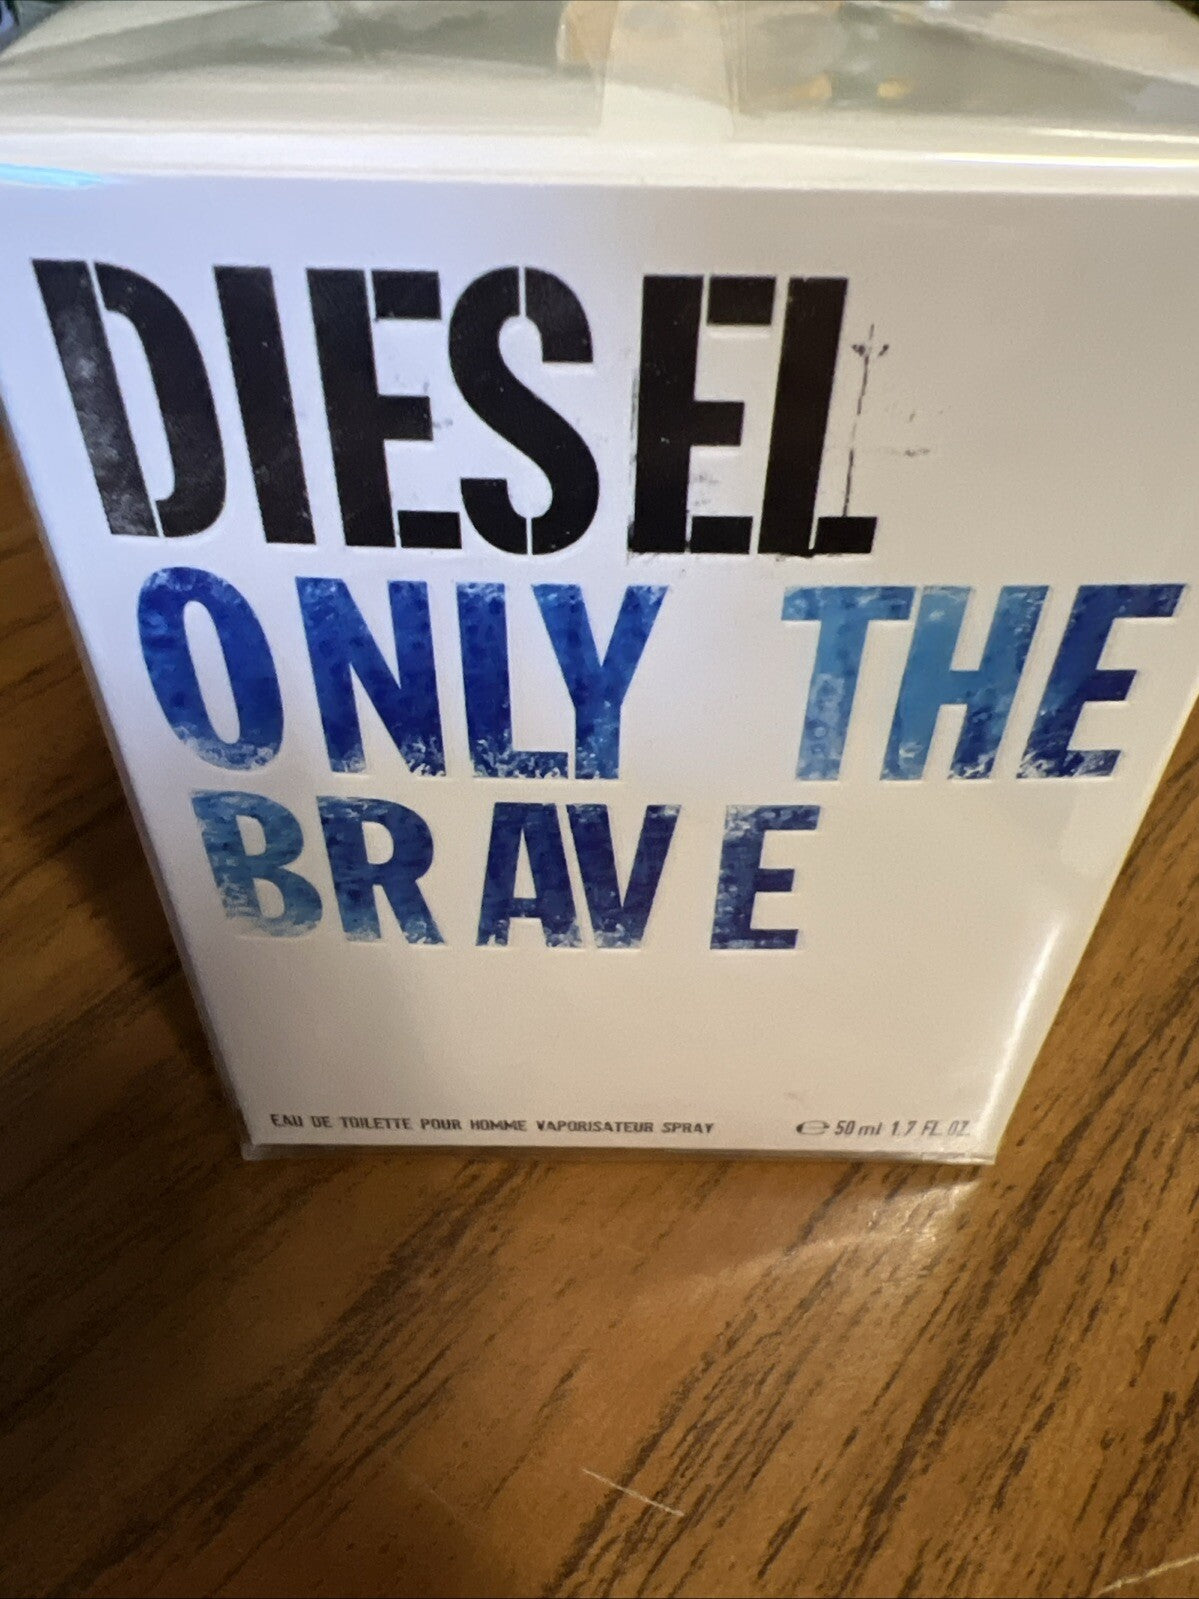 DIESEL
ONLY THE
BRAVE
EAU DE TOILETTE POUR HOMME VAPORISATEUR SPRAY ℮ 50 ml 1.7 FL. OZ.